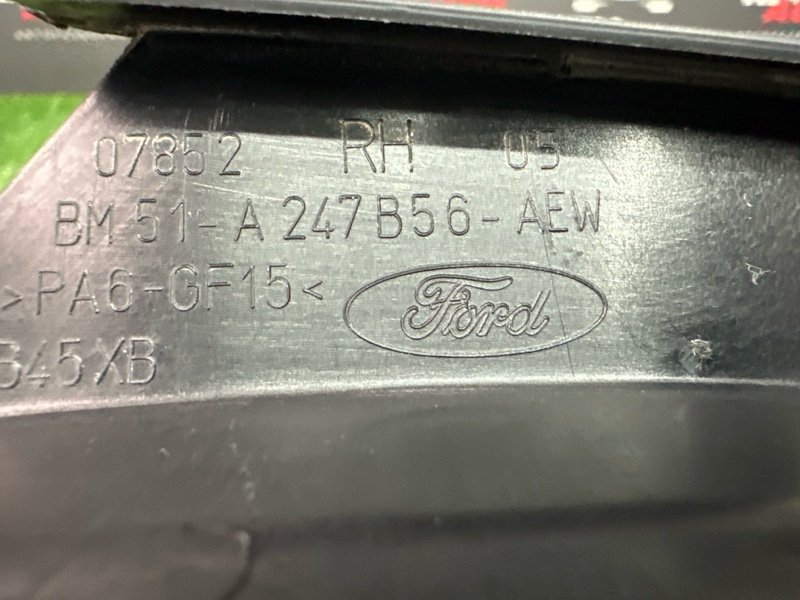 07852 RH 05
BM51-A247B56-AEW
>PA6-GF15<
Ford
B45XB